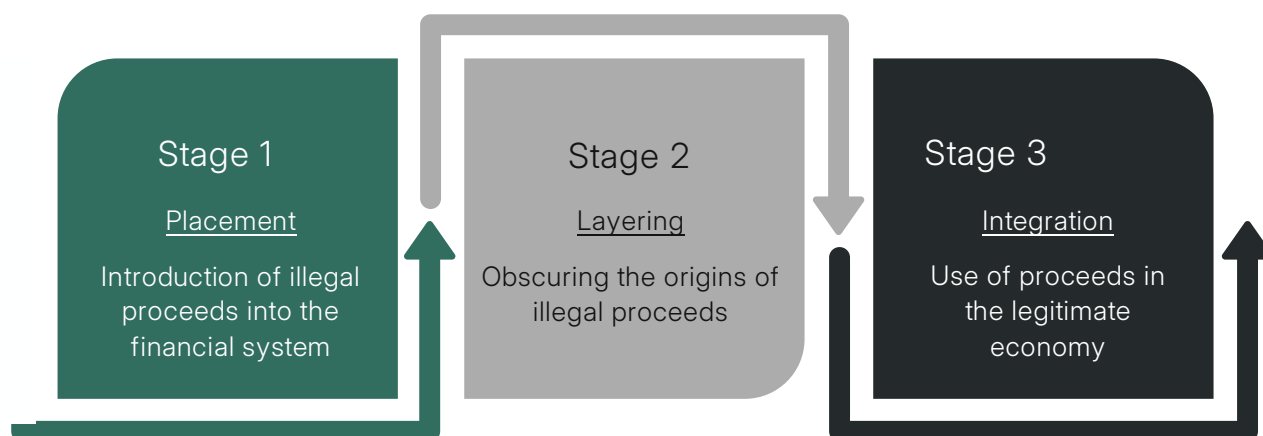 Stage 1
Placement
Introduction of illegal
proceeds into the
financial system
Stage 2
Layering
Obscuring the origins of
illegal proceeds
Stage 3
Integration
Use of proceeds in
the legitimate
economy